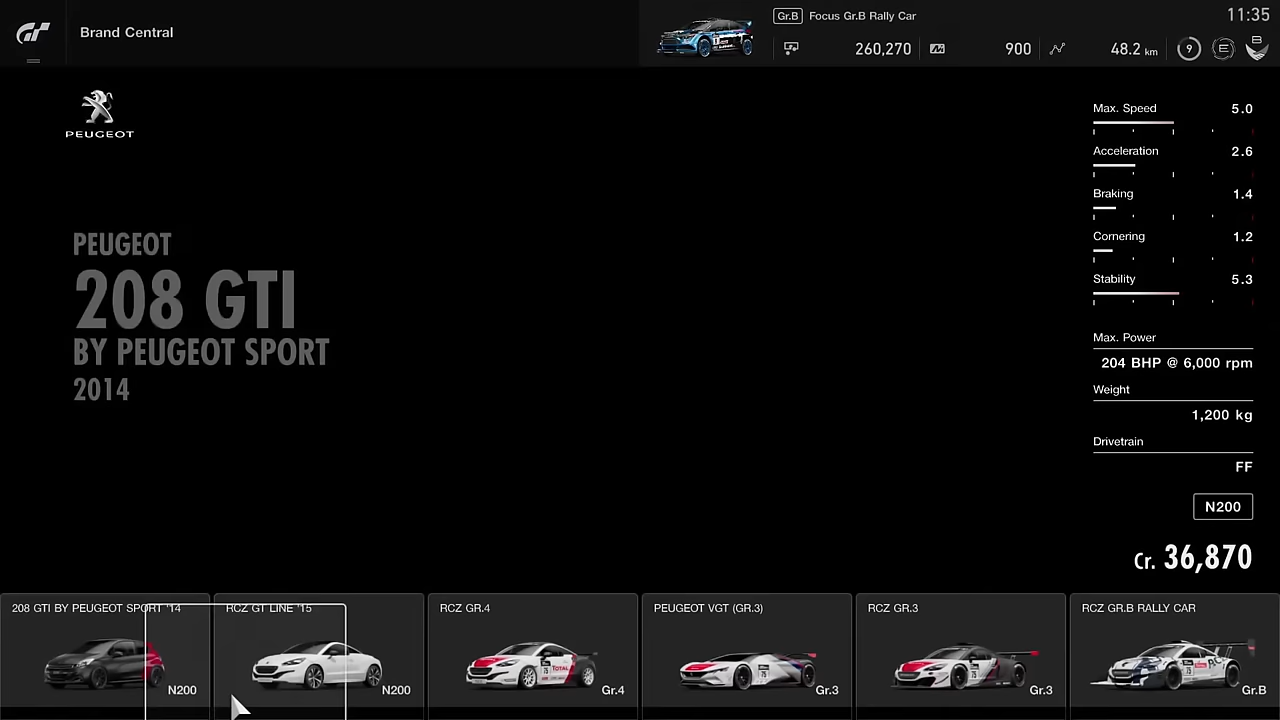 Brand Central
Gr.B Focus Gr.B Rally Car
11:35
260,270 900 48.2 km 9 E B
PEUGEOT
PEUGEOT
208 GTI
BY PEUGEOT SPORT
2014
Max. Speed 5.0
Acceleration 2.6
Braking 1.4
Cornering 1.2
Stability 5.3
Max. Power
204 BHP @ 6,000 rpm
Weight
1,200 kg
Drivetrain
FF
N200
Cr. 36,870
208 GTI BY PEUGEOT SPORT '14
N200
RCZ GT LINE '15
N200
RCZ GR.4
Gr.4
PEUGEOT VGT (GR.3)
Gr.3
RCZ GR.3
Gr.3
RCZ GR.B RALLY CAR
Gr.B